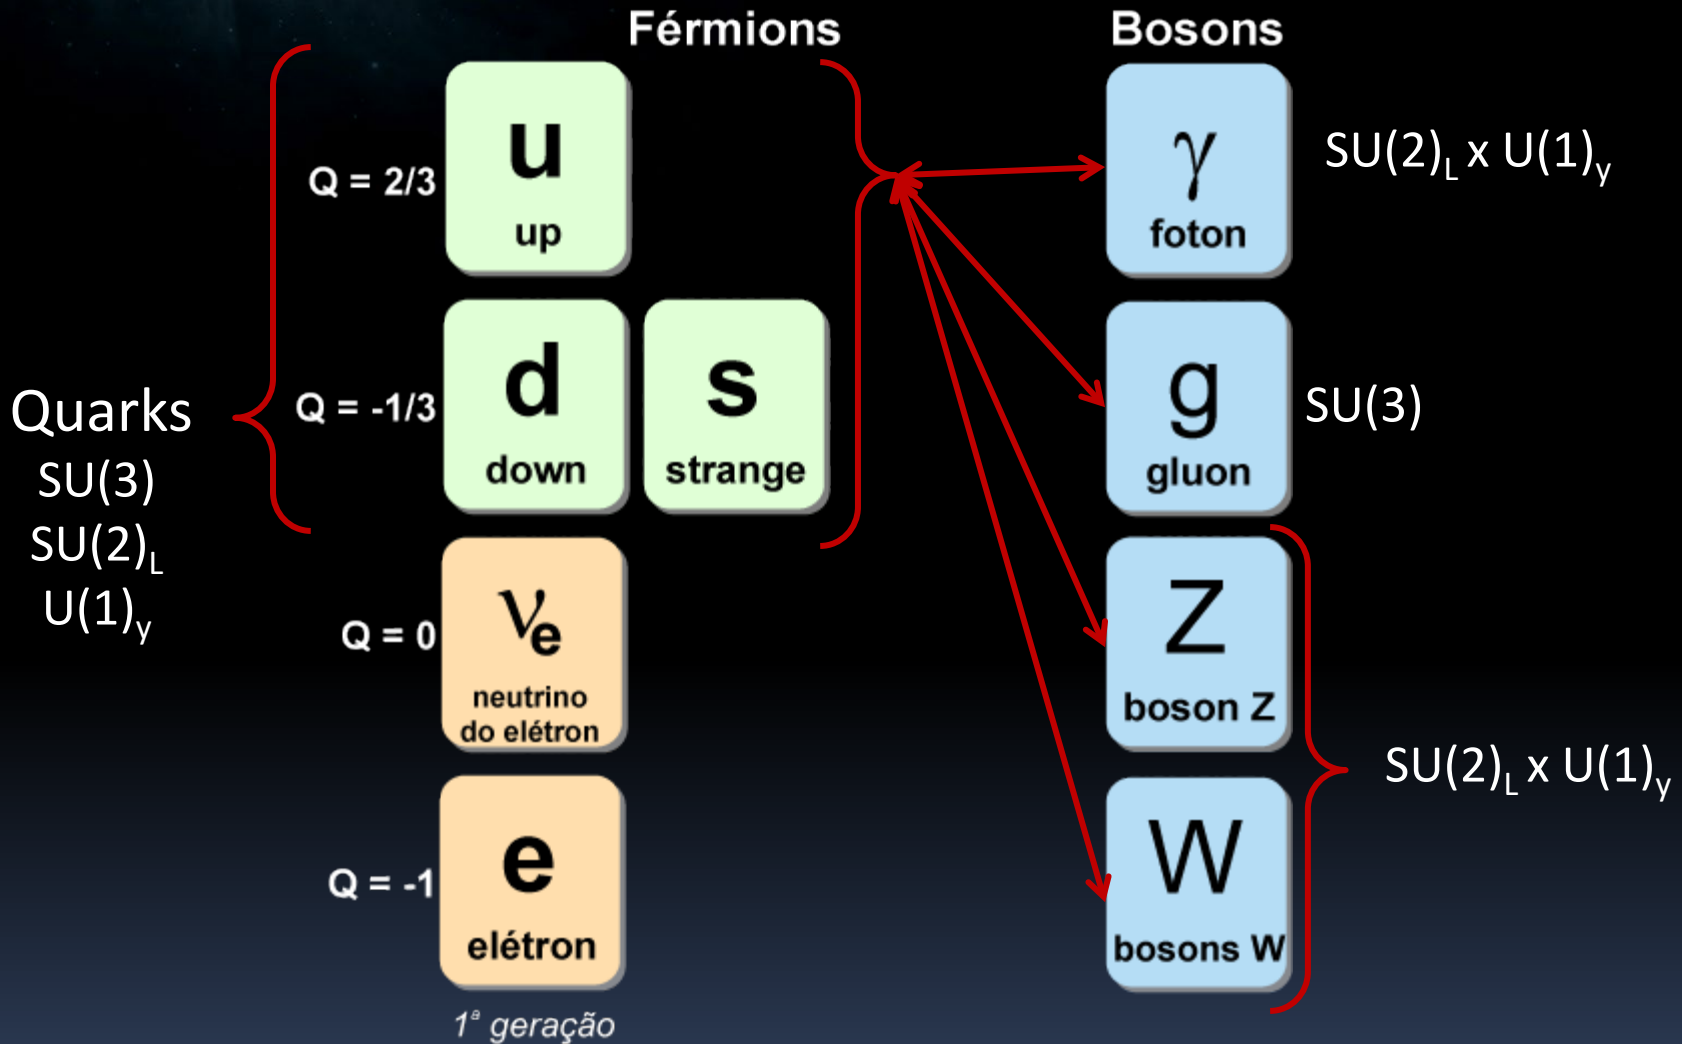 Férmions
Bosons
Q = 2/3
u
up
γ
foton
SU(2)L x U(1)y
Quarks
SU(3)
SU(2)L
U(1)y
Q = -1/3
d
down
s
strange
g
gluon
SU(3)
Q = 0
νe
neutrino
do elétron
Z
boson Z
SU(2)L x U(1)y
Q = -1
e
elétron
W
bosons W
1ª geração